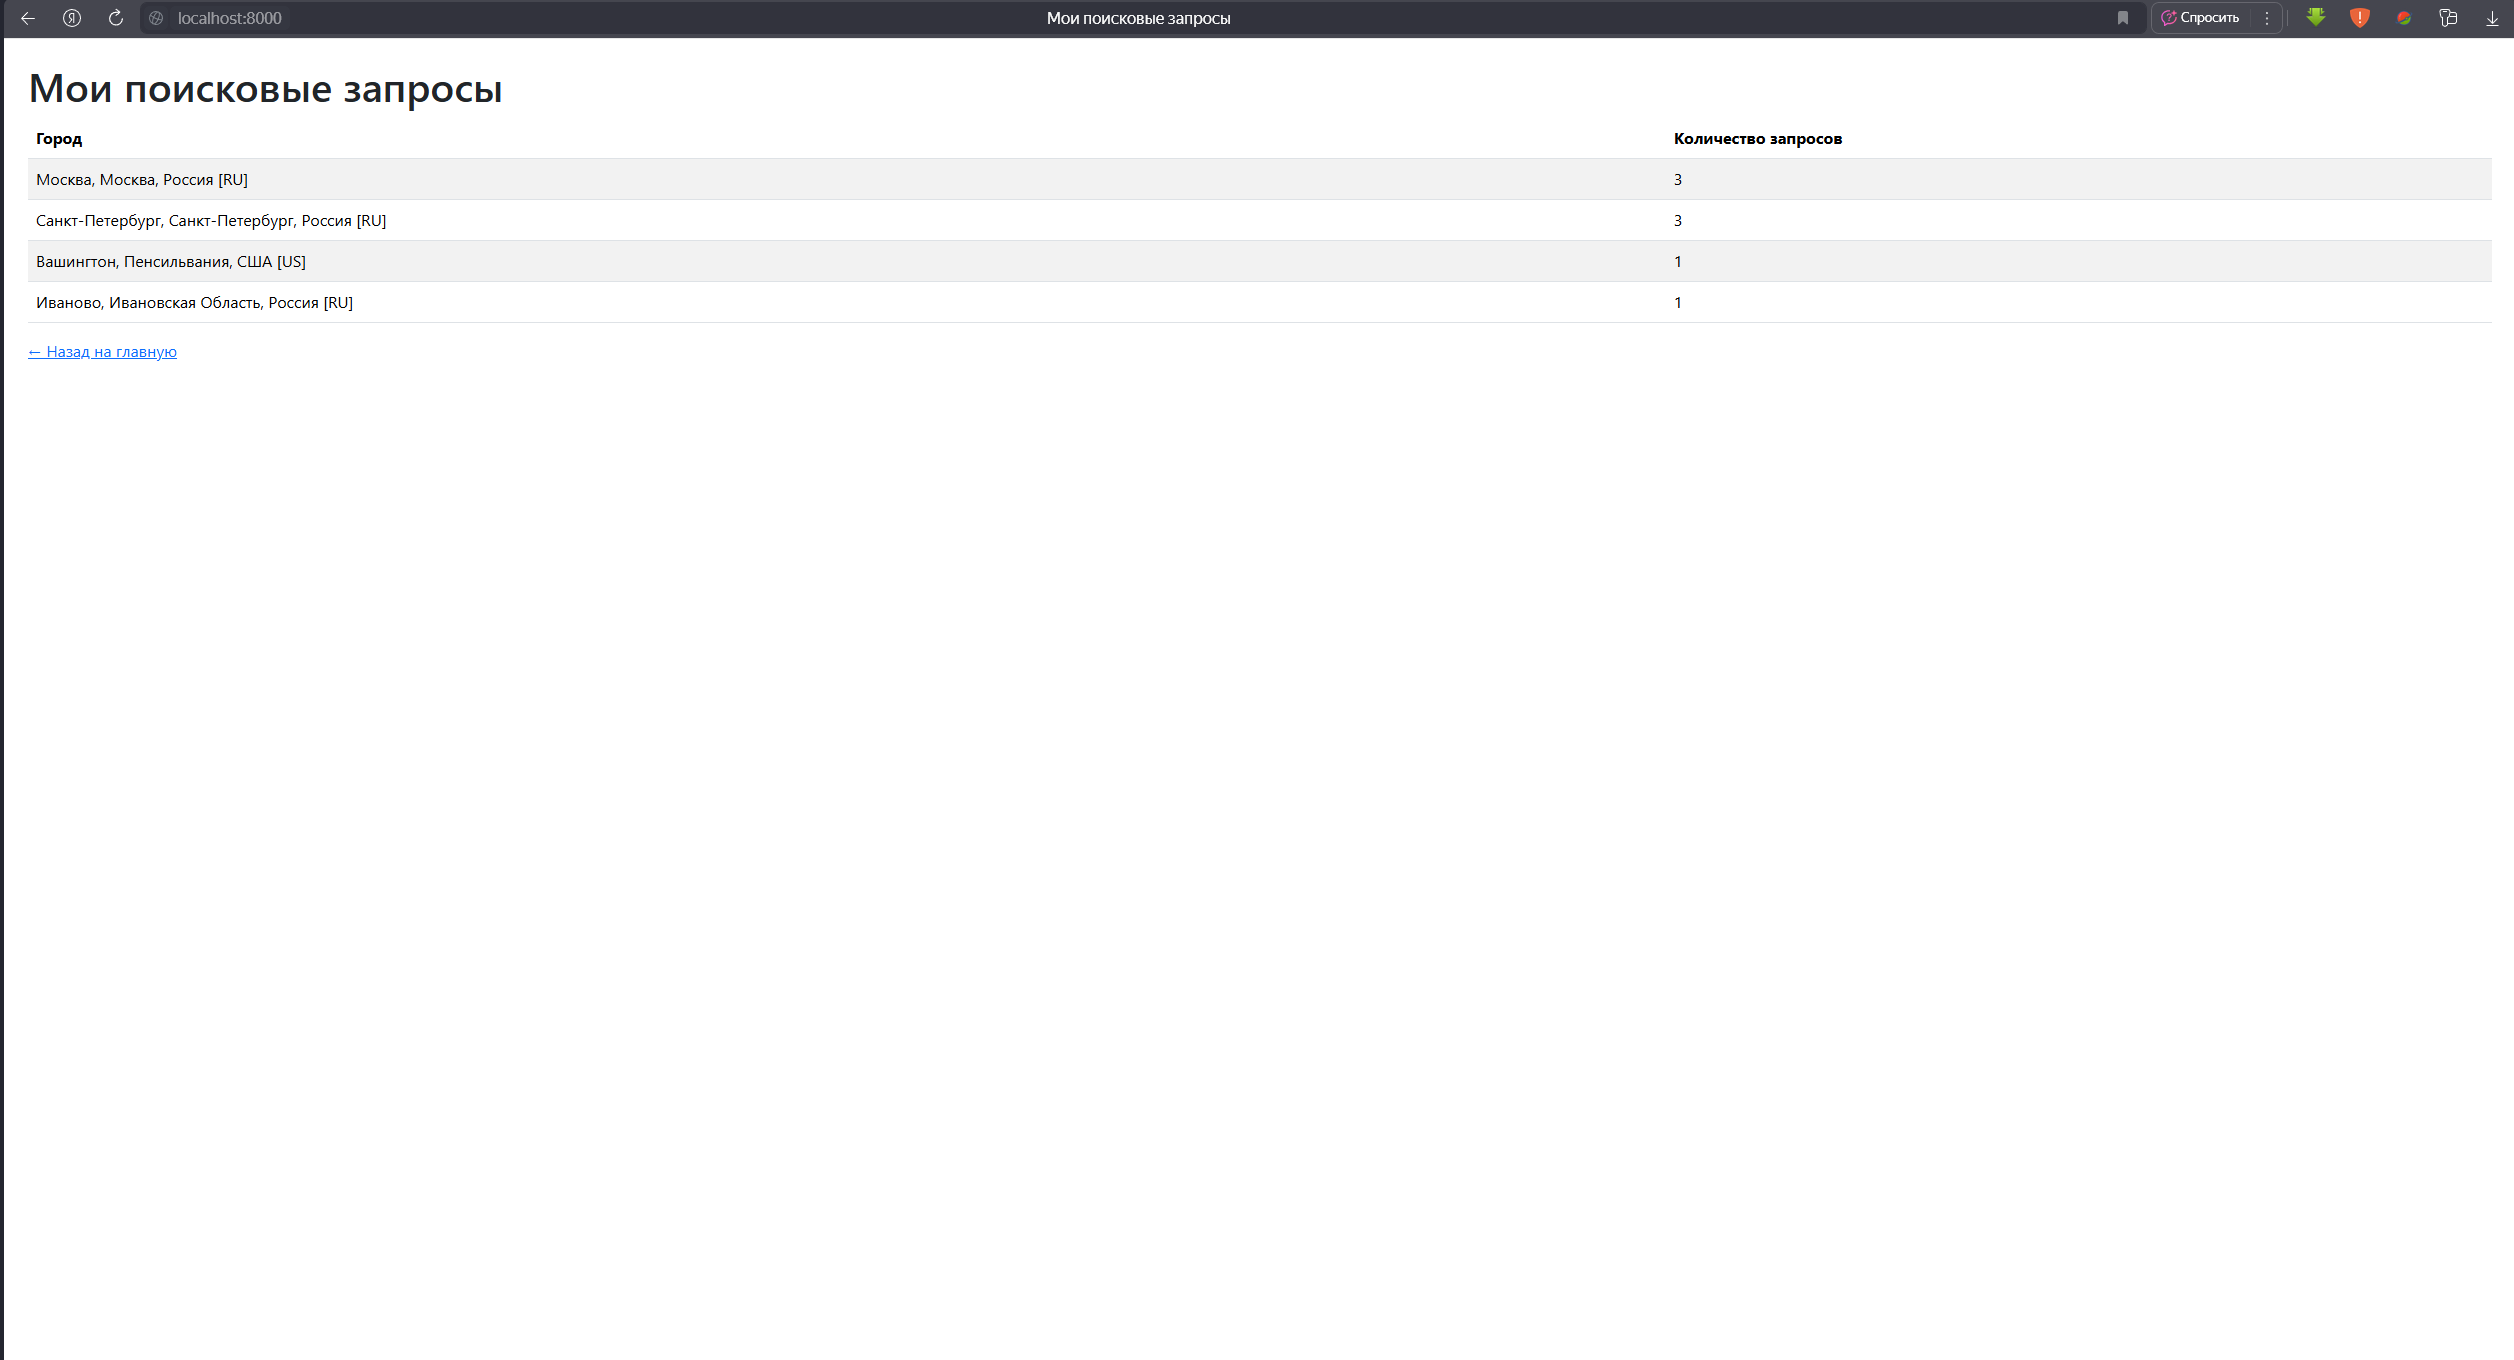 localhost:8000 Мои поисковые запросы Спросить
Мои поисковые запросы
Город Количество запросов
Москва, Москва, Россия [RU] 3
Санкт-Петербург, Санкт-Петербург, Россия [RU] 3
Вашингтон, Пенсильвания, США [US] 1
Иваново, Ивановская Область, Россия [RU] 1
← Назад на главную